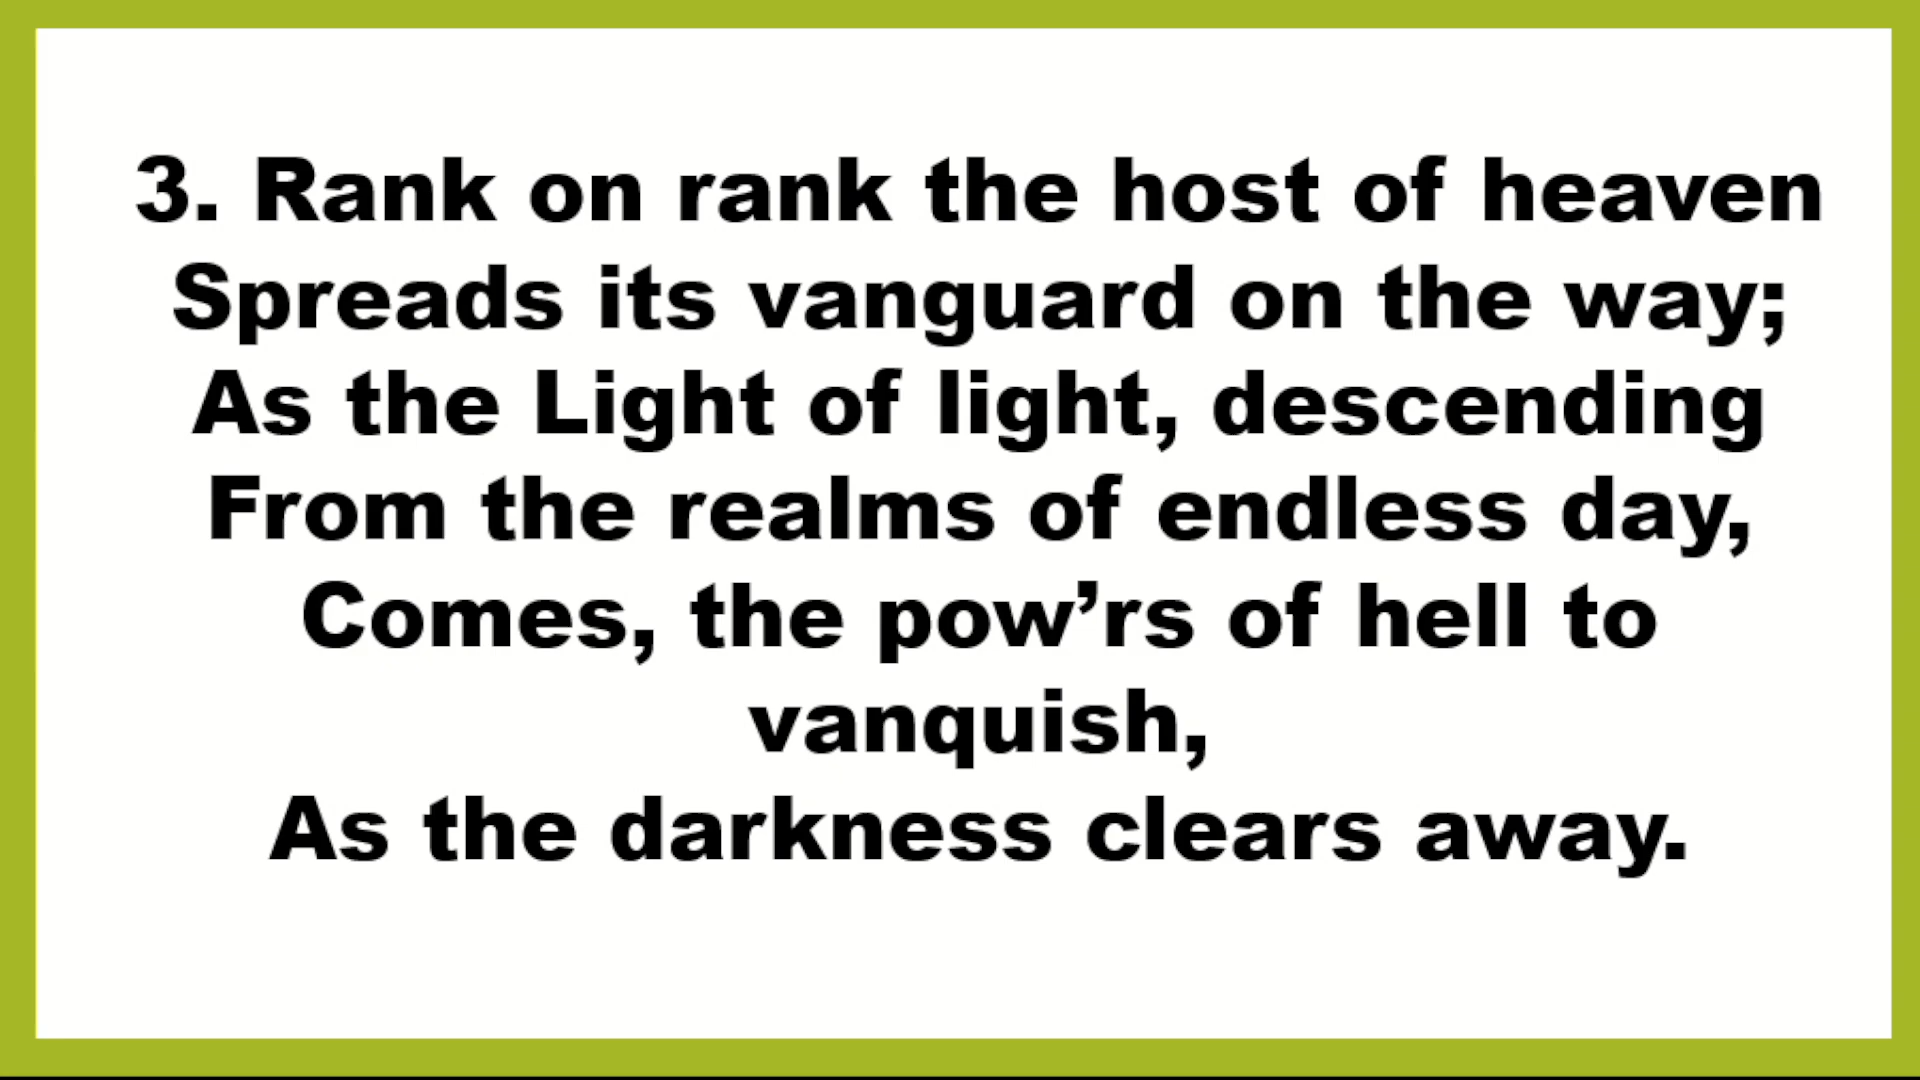 3. Rank on rank the host of heaven
Spreads its vanguard on the way;
As the Light of light, descending
From the realms of endless day,
Comes, the pow’rs of hell to
vanquish,
As the darkness clears away.